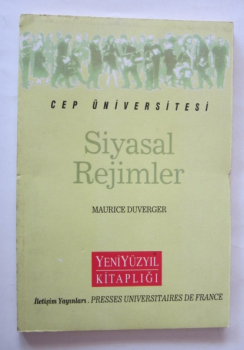 CEP ÜNİVERSİTESİ
Siyasal
Rejimler
MAURICE DUVERGER
YENİYÜZYIL
KİTAPLIĞI
İletişim Yayınları . PRESSES UNIVERSITAIRES DE FRANCE